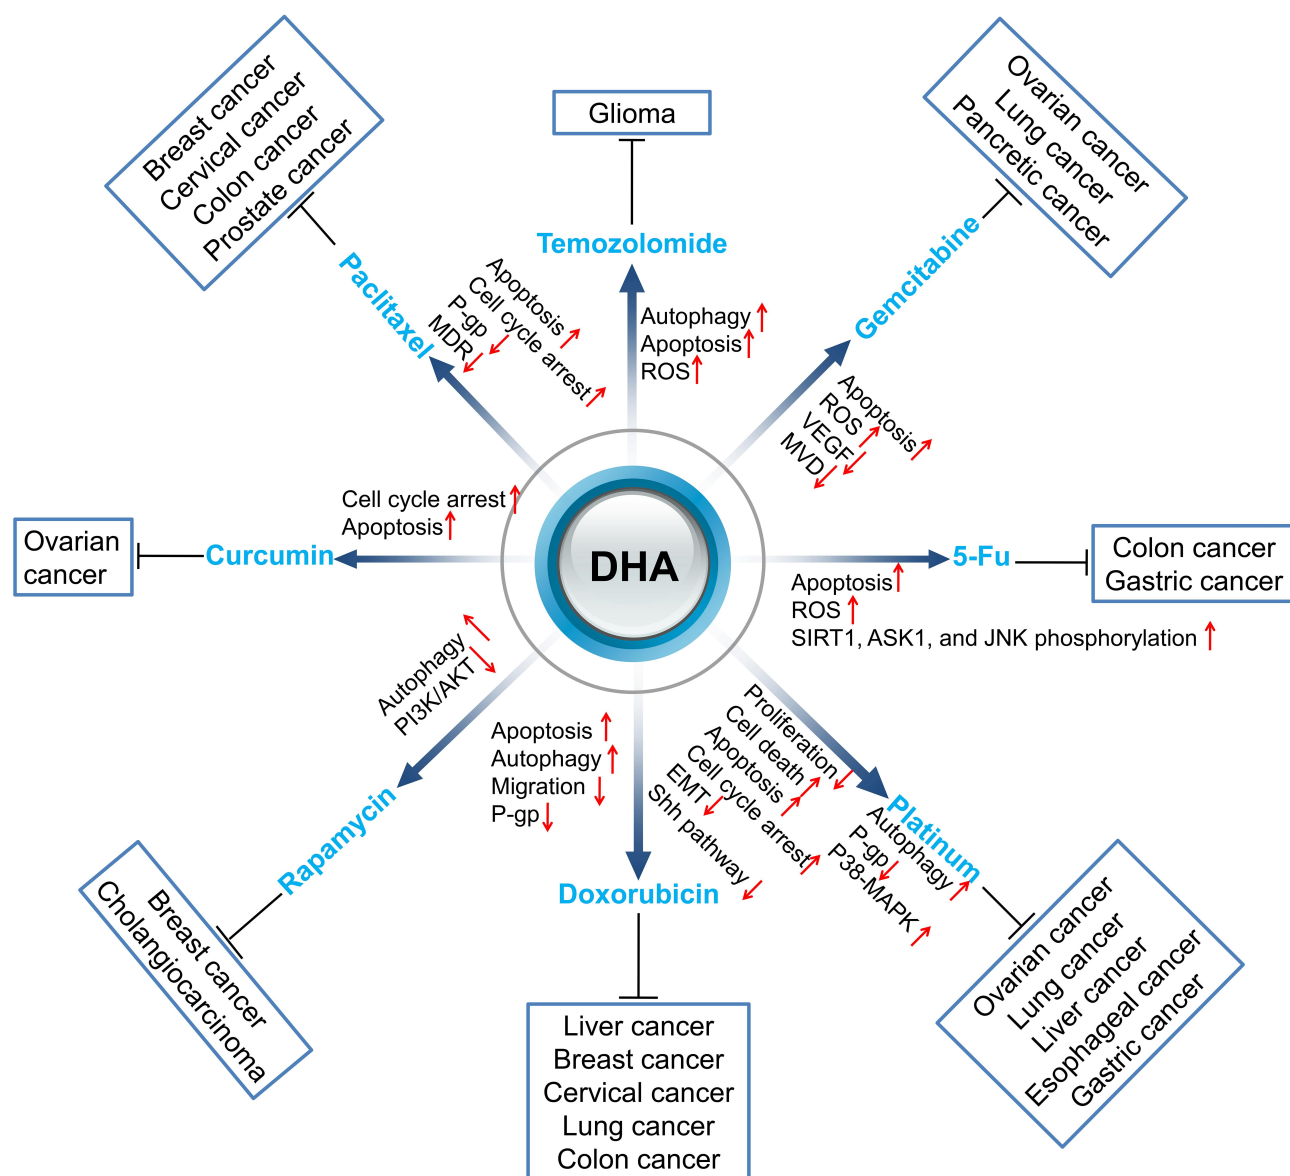 Breast cancer
Cervical cancer
Colon cancer
Prostate cancer
Paclitaxel
Apoptosis↑
Cell cycle arrest↑
P-gp↓
MDR↓
Glioma
Temozolomide
Autophagy↑
Apoptosis↑
ROS↑
Ovarian cancer
Lung cancer
Pancretic cancer
Gemcitabine
Apoptosis↑
ROS↑
VEGF↓
MVD↓
DHA
Cell cycle arrest↑
Apoptosis↑
Curcumin
Ovarian
cancer
5-Fu
Colon cancer
Gastric cancer
Apoptosis↑
ROS↑
SIRT1, ASK1, and JNK phosphorylation ↑
Autophagy↑
PI3K/AKT↓
Rapamycin
Breast cancer
Cholangiocarcinoma
Apoptosis ↑
Autophagy↑
Migration ↓
P-gp↓
Doxorubicin
Liver cancer
Breast cancer
Cervical cancer
Lung cancer
Colon cancer
Proliferation↓
Cell death↑
Apoptosis↑
Cell cycle arrest↑
EMT↓
Shh pathway↓
Platinum
Autophagy↑
P-gp↓
P38-MAPK↑
Ovarian cancer
Lung cancer
Liver cancer
Esophageal cancer
Gastric cancer